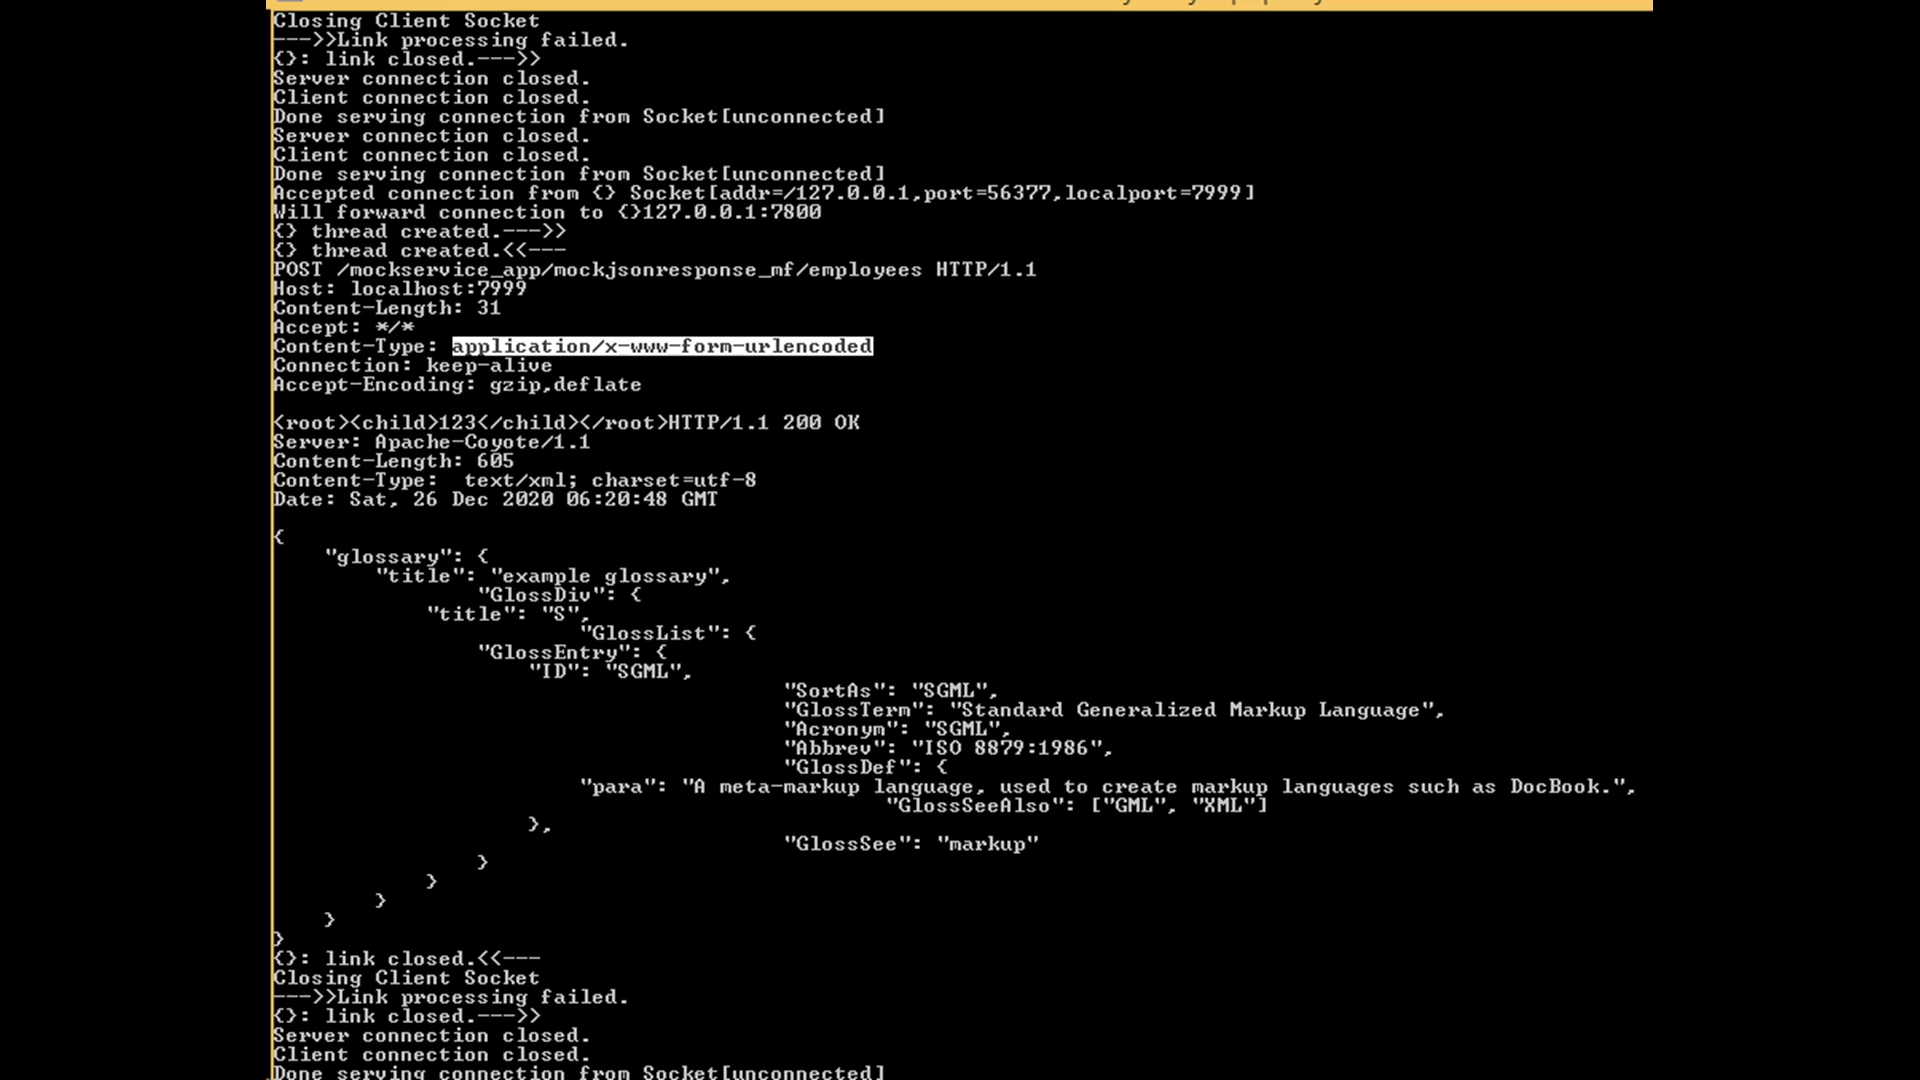 Closing Client Socket
--->>Link processing failed.
{}: link closed.--->>
Server connection closed.
Client connection closed.
Done serving connection from Socket[unconnected]
Server connection closed.
Client connection closed.
Done serving connection from Socket[unconnected]
Accepted connection from {} Socket[addr=/127.0.0.1,port=56377,localport=7999]
Will forward connection to {}127.0.0.1:7800
{} thread created.--->>
{} thread created.<<---
POST /mockservice_app/mockjsonresponse_mf/employees HTTP/1.1
Host: localhost:7999
Content-Length: 31
Accept: */*
Content-Type: application/x-www-form-urlencoded
Connection: keep-alive
Accept-Encoding: gzip,deflate
<root><child>123</child></root>HTTP/1.1 200 OK
Server: Apache-Coyote/1.1
Content-Length: 605
Content-Type:  text/xml; charset=utf-8
Date: Sat, 26 Dec 2020 06:20:48 GMT
{
"glossary": {
"title": "example glossary",
"GlossDiv": {
"title": "S",
"GlossList": {
"GlossEntry": {
"ID": "SGML",
"SortAs": "SGML",
"GlossTerm": "Standard Generalized Markup Language",
"Acronym": "SGML",
"Abbrev": "ISO 8879:1986",
"GlossDef": {
"para": "A meta-markup language, used to create markup languages such as DocBook.",
"GlossSeeAlso": ["GML", "XML"]
},
"GlossSee": "markup"
}
}
}
}
}
{}: link closed.<<---
Closing Client Socket
--->>Link processing failed.
{}: link closed.--->>
Server connection closed.
Client connection closed.
Done serving connection from Socket[unconnected]